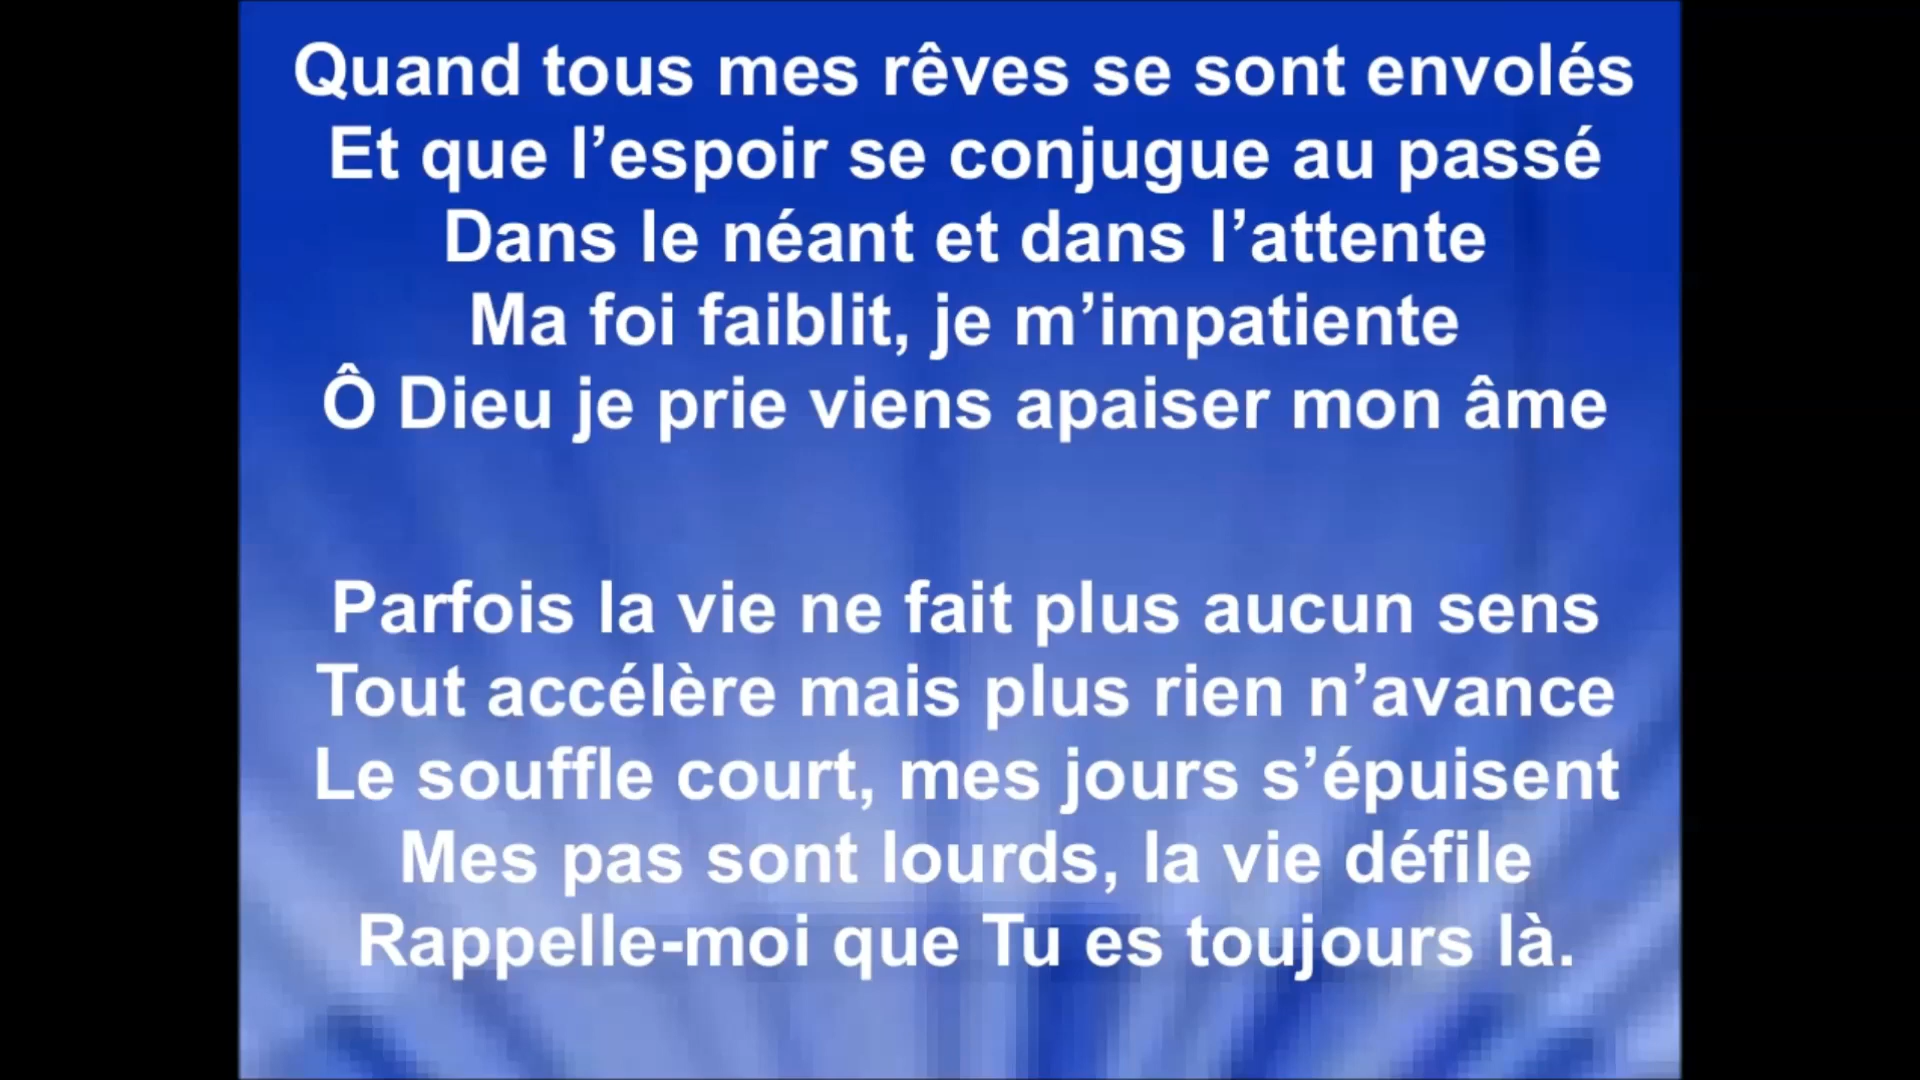 Quand tous mes rêves se sont envolés
Et que l’espoir se conjugue au passé
Dans le néant et dans l’attente
Ma foi faiblit, je m’impatiente
Ô Dieu je prie viens apaiser mon âme
Parfois la vie ne fait plus aucun sens
Tout accélère mais plus rien n’avance
Le souffle court, mes jours s’épuisent
Mes pas sont lourds, la vie défile
Rappelle-moi que Tu es toujours là.